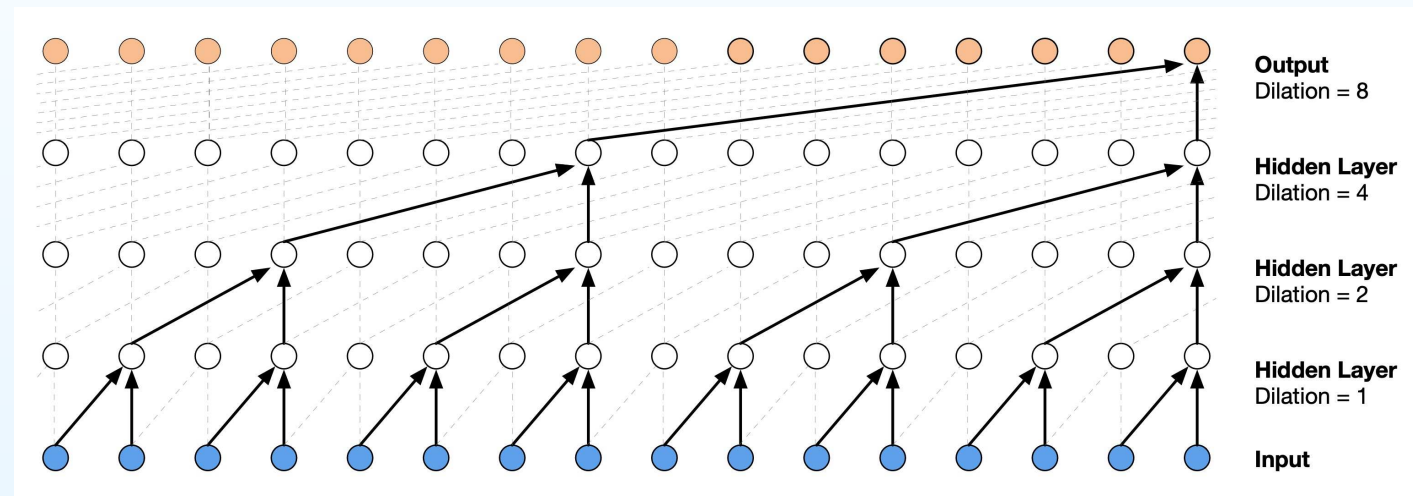 Output
Dilation = 8
Hidden Layer
Dilation = 4
Hidden Layer
Dilation = 2
Hidden Layer
Dilation = 1
Input